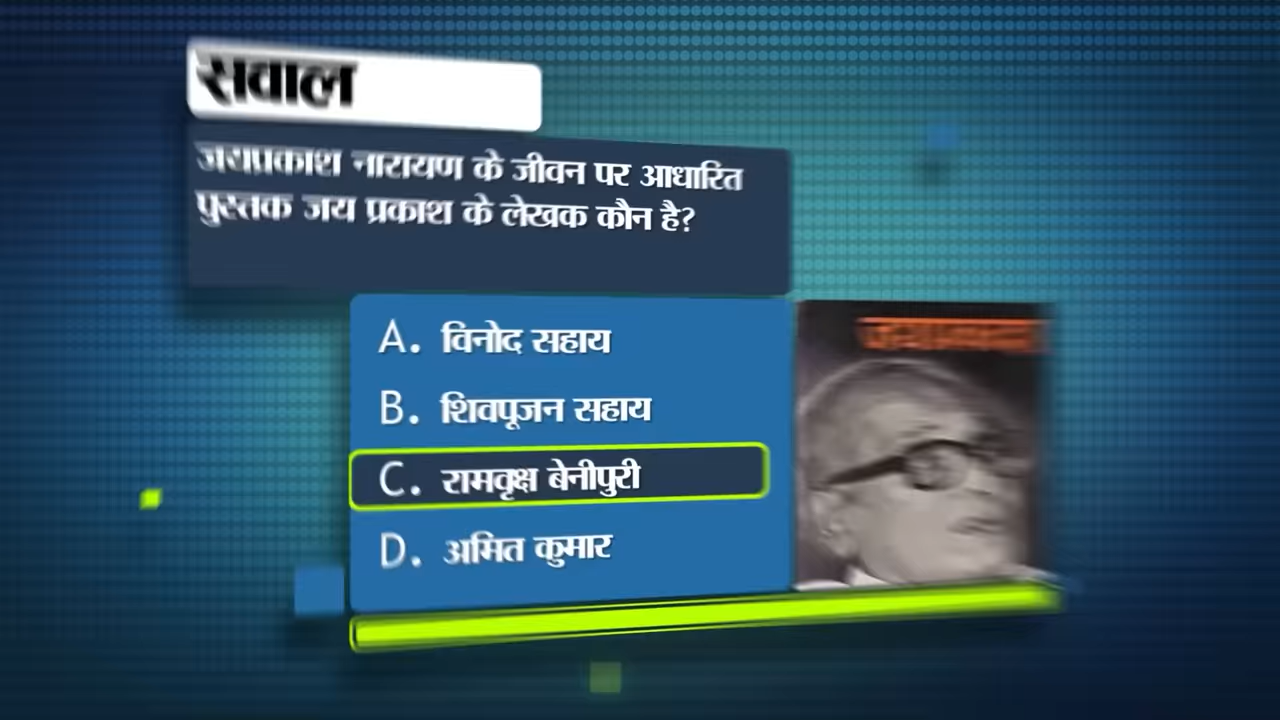 सवाल
जयप्रकाश नारायण के जीवन पर आधारित
पुस्तक जय प्रकाश के लेखक कौन है?
A. विनोद सहाय
B. शिवपूजन सहाय
C. रामवृक्ष बेनीपुरी
D. अमित कुमार